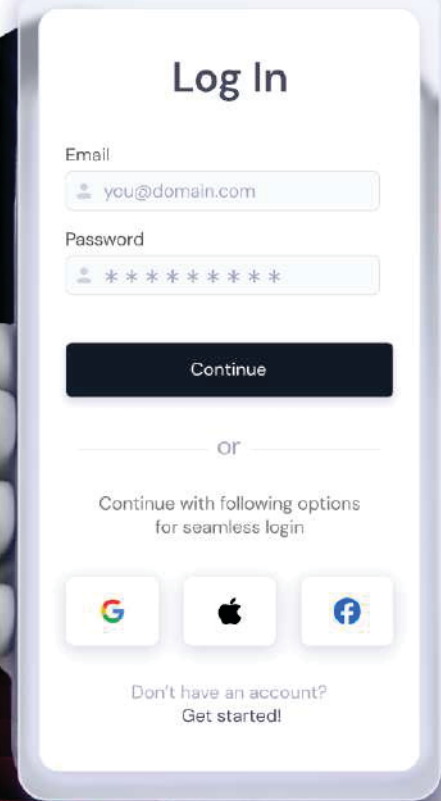 Log In
Email
you@domain.com
Password
* * * * * * * * *
Continue
or
Continue with following options
for seamless login
G
Don't have an account?
Get started!